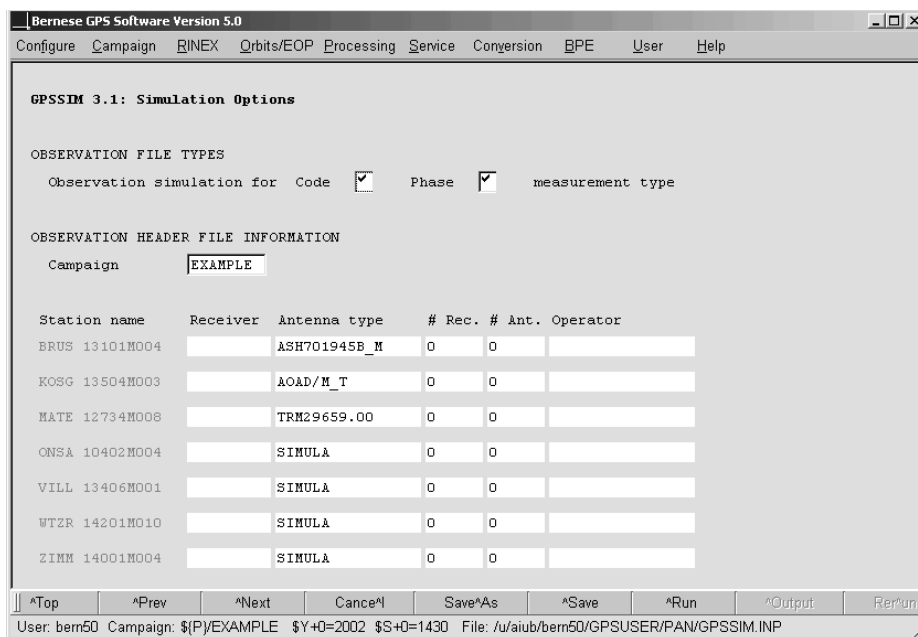 Bernese GPS Software Version 5.0
Configure Campaign RINEX Orbits/EOP Processing Service Conversion BPE User Help
GPSSIM 3.1: Simulation Options
OBSERVATION FILE TYPES
Observation simulation for Code Phase measurement type
OBSERVATION HEADER FILE INFORMATION
Campaign EXAMPLE
Station name Receiver Antenna type # Rec. # Ant. Operator
BRUS 13101M004 ASH701945B_M 0 0
KOSG 13504M003 AOAD/M_T 0 0
MATE 12734M008 TRM29659.00 0 0
ONSA 10402M004 SIMULA 0 0
VILL 13406M001 SIMULA 0 0
WTZR 14201M010 SIMULA 0 0
ZIMM 14001M004 SIMULA 0 0
^Top ^Prev ^Next Cance^l Save^As ^Save ^Run ^Output Rer^un
User: bern50 Campaign: ${P}/EXAMPLE $Y+0=2002 $S+0=1430 File: /u/aiub/bern50/GPSUSER/PAN/GPSSIM.INP